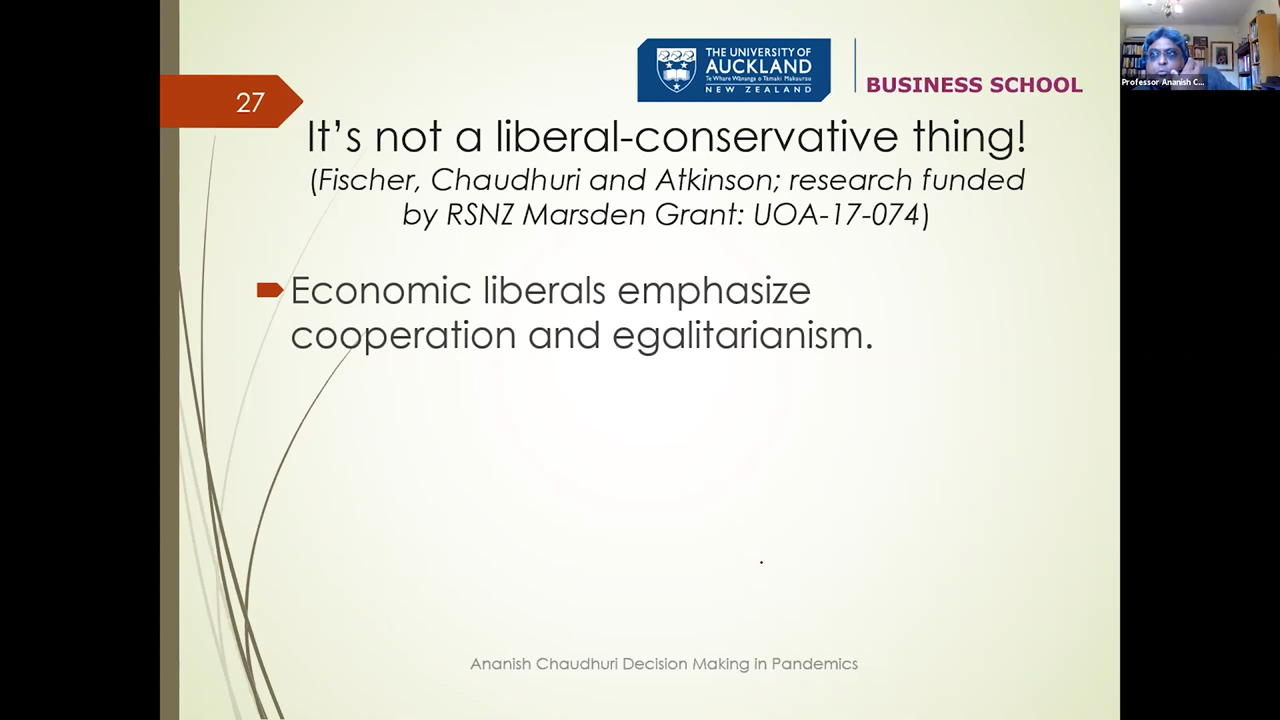 THE UNIVERSITY OF
AUCKLAND
Te Whare Wānanga o Tāmaki Makaurau
NEW ZEALAND
BUSINESS SCHOOL
27
It’s not a liberal-conservative thing!
(Fischer, Chaudhuri and Atkinson; research funded
by RSNZ Marsden Grant: UOA-17-074)
Economic liberals emphasize
cooperation and egalitarianism.
Ananish Chaudhuri Decision Making in Pandemics
Professor Ananish C...